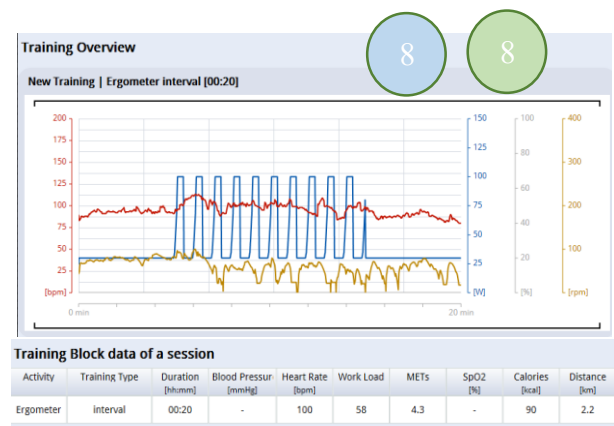 8 8
Training Overview
New Training | Ergometer interval [00:20]
200 150 100 400
175
150 125 80 300
125 100
100 75 60 200
75 50 40
50 100
25 25 20
[bpm] [W] [%] [rpm]
0 min 20 min
Training Block data of a session
Activity Training Type Duration Blood Pressur- Heart Rate Work Load METs SpO2 Calories Distance
[hh:mm] [mmHg] [bpm] [%] [kcal] [km]
Ergometer interval 00:20 - 100 58 4.3 - 90 2.2